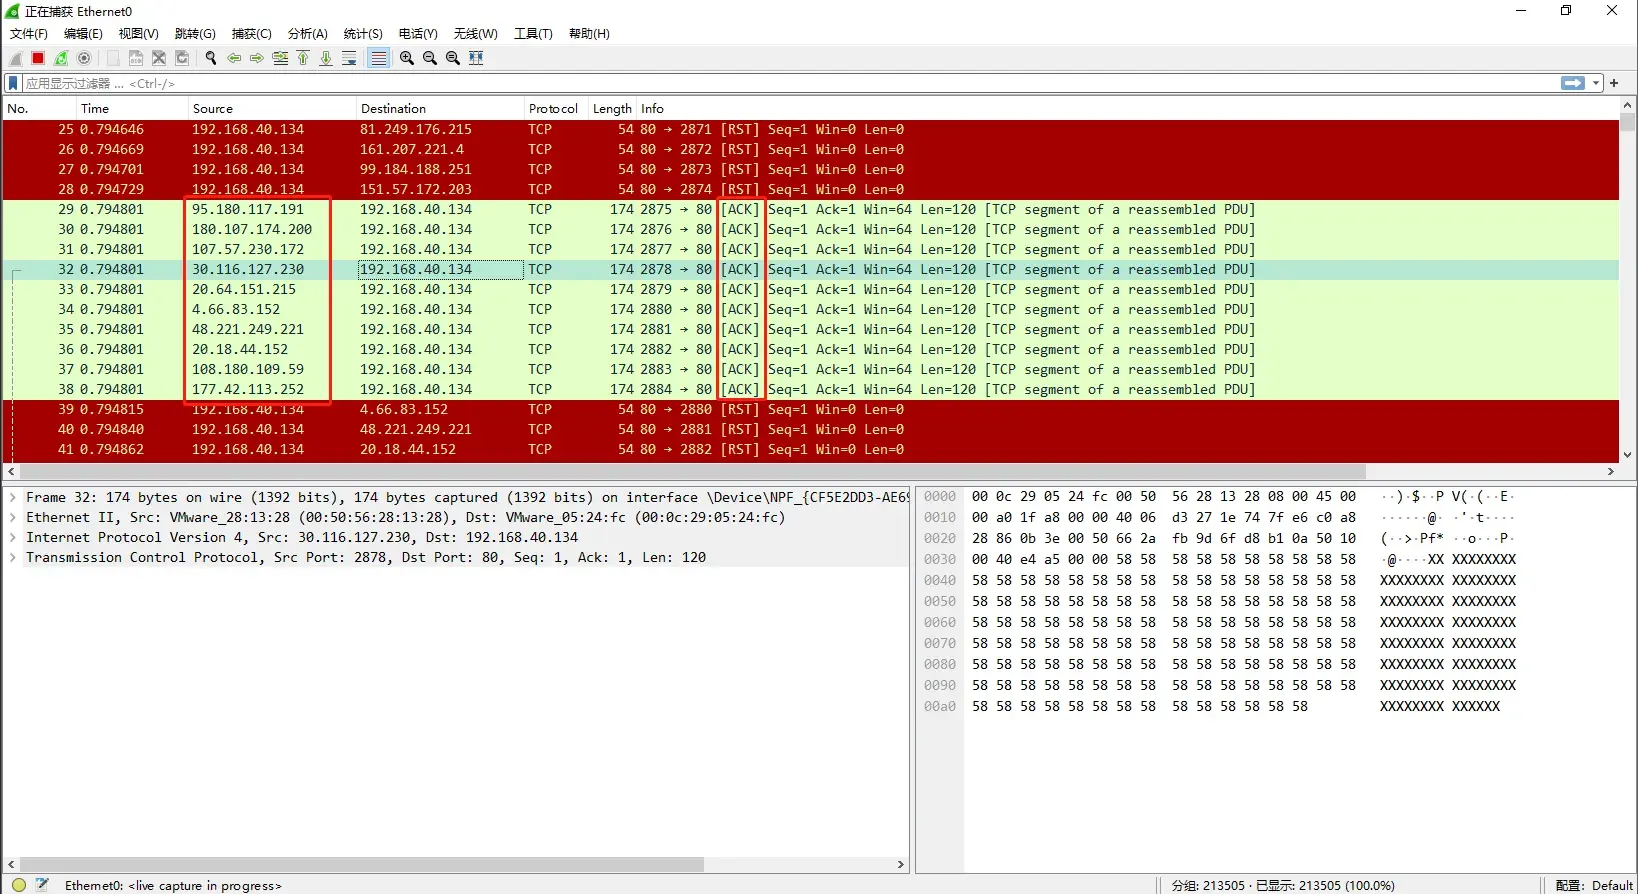 正在捕获 Ethernet0
文件(F) 编辑(E) 视图(V) 跳转(G) 捕获(C) 分析(A) 统计(S) 电话(Y) 无线(W) 工具(T) 帮助(H)
应用显示过滤器 … <Ctrl-/>
No. Time Source Destination Protocol Length Info
25 0.794646 192.168.40.134 81.249.176.215 TCP 54 80 → 2871 [RST] Seq=1 Win=0 Len=0
26 0.794669 192.168.40.134 161.207.221.4 TCP 54 80 → 2872 [RST] Seq=1 Win=0 Len=0
27 0.794701 192.168.40.134 99.184.188.251 TCP 54 80 → 2873 [RST] Seq=1 Win=0 Len=0
28 0.794729 192.168.40.134 151.57.172.203 TCP 54 80 → 2874 [RST] Seq=1 Win=0 Len=0
29 0.794801 95.180.117.191 192.168.40.134 TCP 174 2875 → 80 [ACK] Seq=1 Ack=1 Win=64 Len=120 [TCP segment of a reassembled PDU]
30 0.794801 180.107.174.200 192.168.40.134 TCP 174 2876 → 80 [ACK] Seq=1 Ack=1 Win=64 Len=120 [TCP segment of a reassembled PDU]
31 0.794801 107.57.230.172 192.168.40.134 TCP 174 2877 → 80 [ACK] Seq=1 Ack=1 Win=64 Len=120 [TCP segment of a reassembled PDU]
32 0.794801 30.116.127.230 192.168.40.134 TCP 174 2878 → 80 [ACK] Seq=1 Ack=1 Win=64 Len=120 [TCP segment of a reassembled PDU]
33 0.794801 20.64.151.215 192.168.40.134 TCP 174 2879 → 80 [ACK] Seq=1 Ack=1 Win=64 Len=120 [TCP segment of a reassembled PDU]
34 0.794801 4.66.83.152 192.168.40.134 TCP 174 2880 → 80 [ACK] Seq=1 Ack=1 Win=64 Len=120 [TCP segment of a reassembled PDU]
35 0.794801 48.221.249.221 192.168.40.134 TCP 174 2881 → 80 [ACK] Seq=1 Ack=1 Win=64 Len=120 [TCP segment of a reassembled PDU]
36 0.794801 20.18.44.152 192.168.40.134 TCP 174 2882 → 80 [ACK] Seq=1 Ack=1 Win=64 Len=120 [TCP segment of a reassembled PDU]
37 0.794801 108.180.109.59 192.168.40.134 TCP 174 2883 → 80 [ACK] Seq=1 Ack=1 Win=64 Len=120 [TCP segment of a reassembled PDU]
38 0.794801 177.42.113.252 192.168.40.134 TCP 174 2884 → 80 [ACK] Seq=1 Ack=1 Win=64 Len=120 [TCP segment of a reassembled PDU]
39 0.794815 192.168.40.134 4.66.83.152 TCP 54 80 → 2880 [RST] Seq=1 Win=0 Len=0
40 0.794840 192.168.40.134 48.221.249.221 TCP 54 80 → 2881 [RST] Seq=1 Win=0 Len=0
41 0.794862 192.168.40.134 20.18.44.152 TCP 54 80 → 2882 [RST] Seq=1 Win=0 Len=0
Frame 32: 174 bytes on wire (1392 bits), 174 bytes captured (1392 bits) on interface \Device\NPF_{CF5E2DD3-AE69
Ethernet II, Src: VMware_28:13:28 (00:50:56:28:13:28), Dst: VMware_05:24:fc (00:0c:29:05:24:fc)
Internet Protocol Version 4, Src: 30.116.127.230, Dst: 192.168.40.134
Transmission Control Protocol, Src Port: 2878, Dst Port: 80, Seq: 1, Ack: 1, Len: 120
0000 00 0c 29 05 24 fc 00 50 56 28 13 28 08 00 45 00 ··)·$··P V(·(··E·
0010 00 a0 1f a8 00 00 40 06 d3 27 1e 74 7f e6 c0 a8 ······@· ·'·t····
0020 28 86 0b 3e 00 50 66 2a fb 9d 6f d8 b1 0a 50 10 (··>·Pf* ··o···P·
0030 00 40 e4 a5 00 00 58 58 58 58 58 58 58 58 58 58 ·@····XX XXXXXXXX
0040 58 58 58 58 58 58 58 58 58 58 58 58 58 58 58 58 XXXXXXXX XXXXXXXX
0050 58 58 58 58 58 58 58 58 58 58 58 58 58 58 58 58 XXXXXXXX XXXXXXXX
0060 58 58 58 58 58 58 58 58 58 58 58 58 58 58 58 58 XXXXXXXX XXXXXXXX
0070 58 58 58 58 58 58 58 58 58 58 58 58 58 58 58 58 XXXXXXXX XXXXXXXX
0080 58 58 58 58 58 58 58 58 58 58 58 58 58 58 58 58 XXXXXXXX XXXXXXXX
0090 58 58 58 58 58 58 58 58 58 58 58 58 58 58 58 58 XXXXXXXX XXXXXXXX
00a0 58 58 58 58 58 58 58 58 58 58 58 58 58 58 XXXXXXXX XXXXXX
Ethernet0: <live capture in progress> 分组: 213505 · 已显示: 213505 (100.0%) 配置: Default